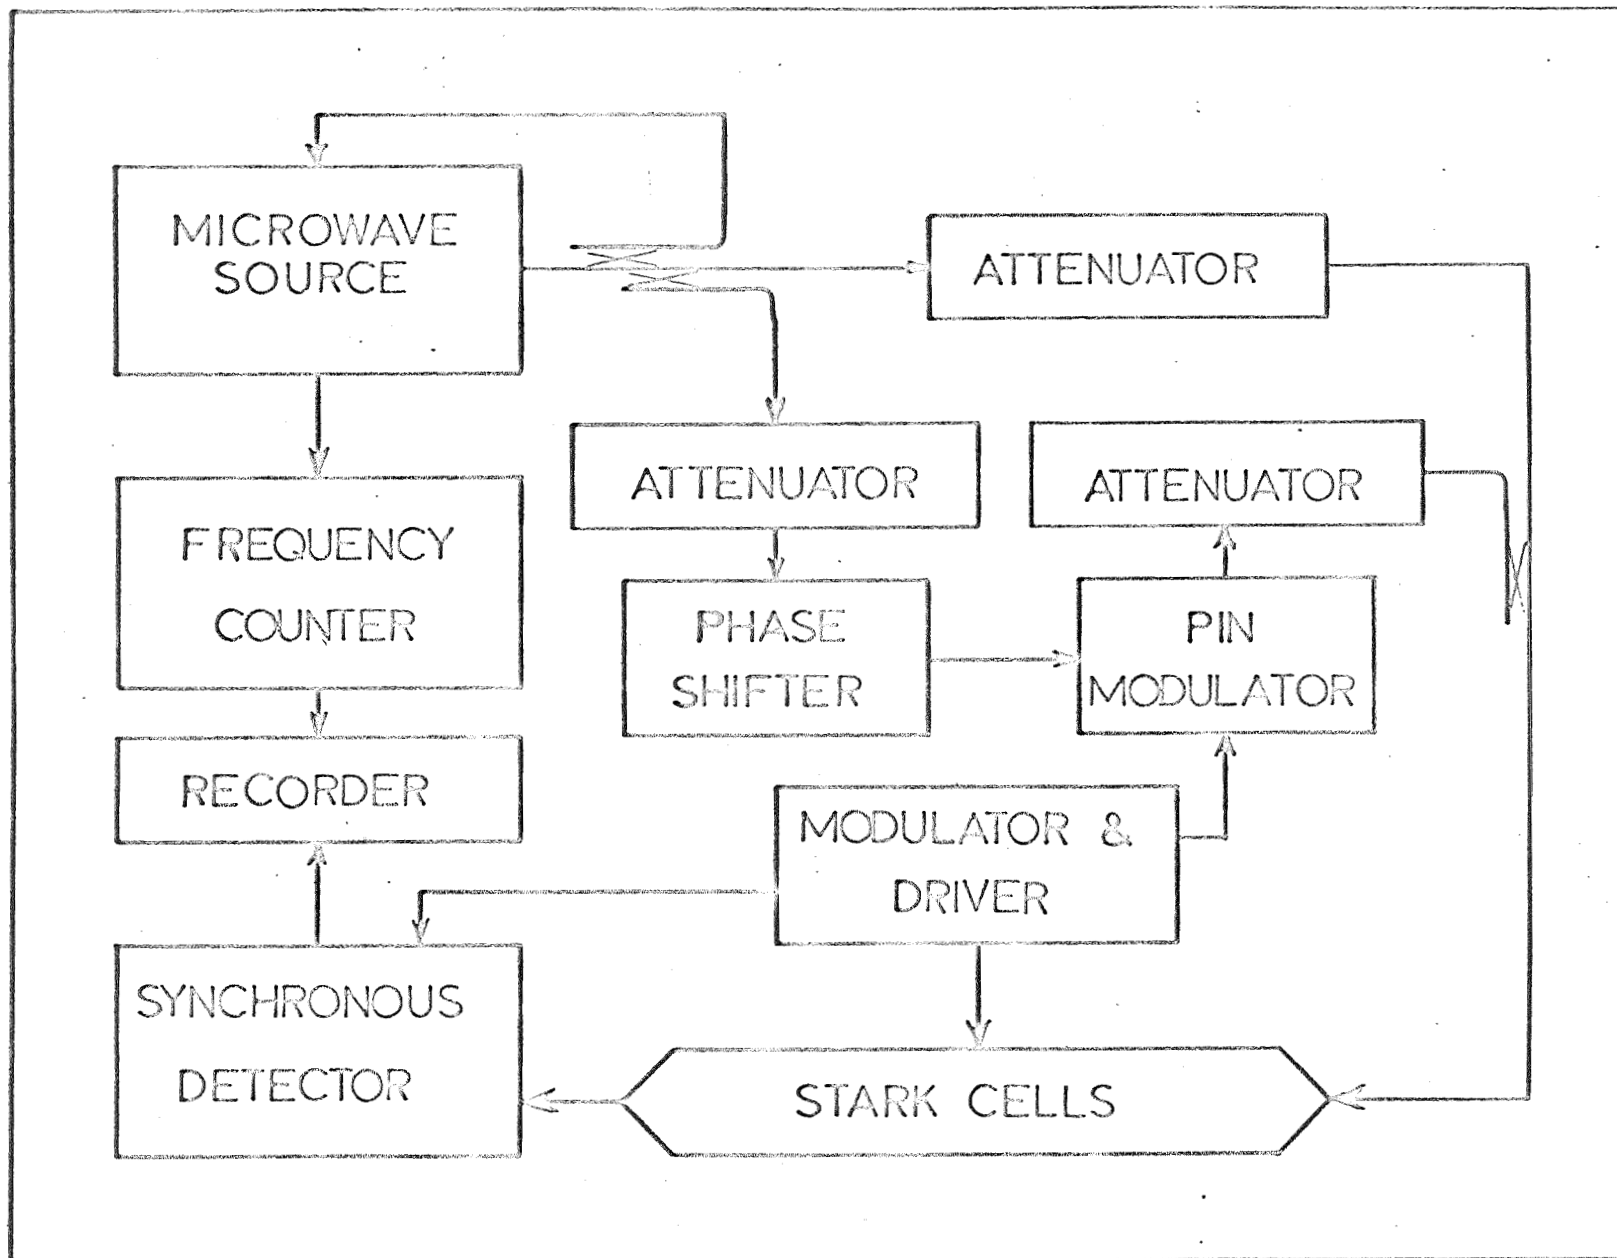 MICROWAVE
SOURCE
ATTENUATOR
ATTENUATOR
ATTENUATOR
FREQUENCY
COUNTER
PHASE
SHIFTER
PIN
MODULATOR
RECORDER
MODULATOR &
DRIVER
SYNCHRONOUS
DETECTOR
STARK CELLS